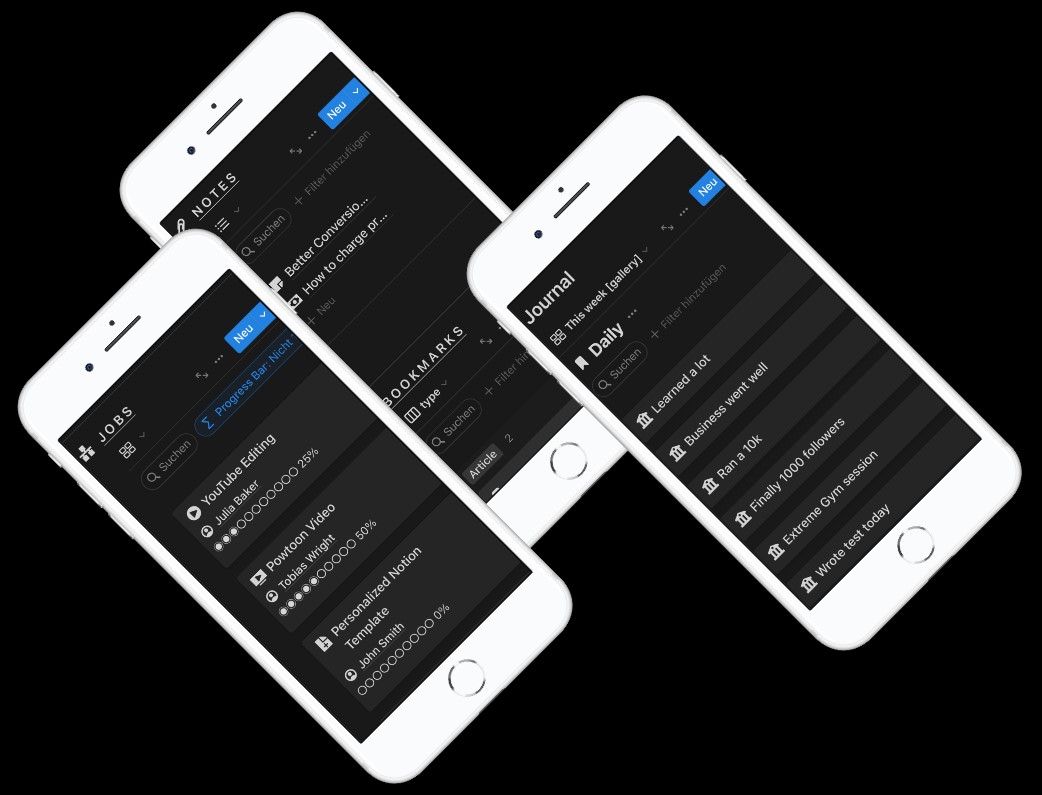 NOTES
Neu
Suchen
+ Filter hinzufügen
Better Conversio...
How to charge pr...
+ Neu
BOOKMARKS
type
Suchen
+ Filter hin
Article 2
JOBS
Neu
Suchen
Progress Bar: Nicht
YouTube Editing
Julia Baker
25%
Powtoon Video
Tobias Wright
50%
Personalized Notion
Template
John Smith
0%
Journal
Neu
This week [gallery]
Daily ...
Suchen
+ Filter hinzufügen
Learned a lot
Business went well
Ran a 10k
Finally 1000 followers
Extreme Gym session
Wrote test today